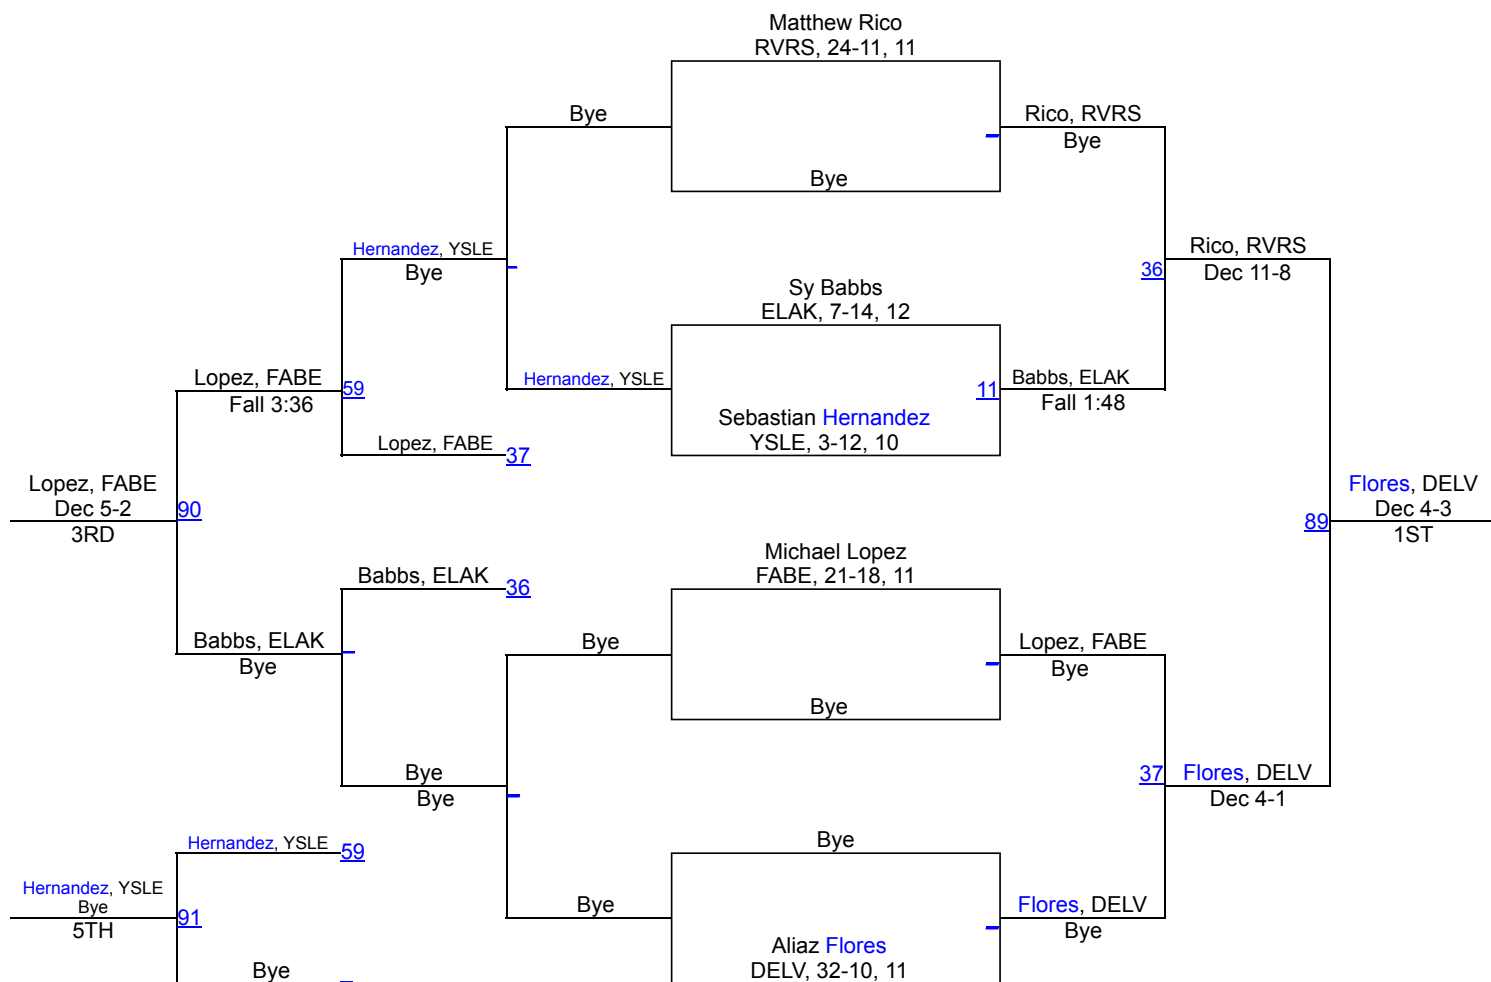 Matthew Rico
RVRS, 24-11, 11
Bye
Rico, RVRS
Bye
Bye
Hernandez, YSLE
Bye
Rico, RVRS
36
Dec 11-8
Sy Babbs
ELAK, 7-14, 12
Lopez, FABE
59
Fall 3:36
Hernandez, YSLE
11
Babbs, ELAK
Fall 1:48
Sebastian Hernandez
YSLE, 3-12, 10
Lopez, FABE
37
Lopez, FABE
Dec 5-2
90
3RD
Flores, DELV
Dec 4-3
89
1ST
Michael Lopez
FABE, 21-18, 11
Babbs, ELAK
36
Babbs, ELAK
Bye
Bye
Lopez, FABE
Bye
Bye
Bye
Bye
37
Flores, DELV
Dec 4-1
Hernandez, YSLE
59
Bye
Hernandez, YSLE
Bye
91
5TH
Bye
Flores, DELV
Bye
Aliaz Flores
DELV, 32-10, 11
Bye